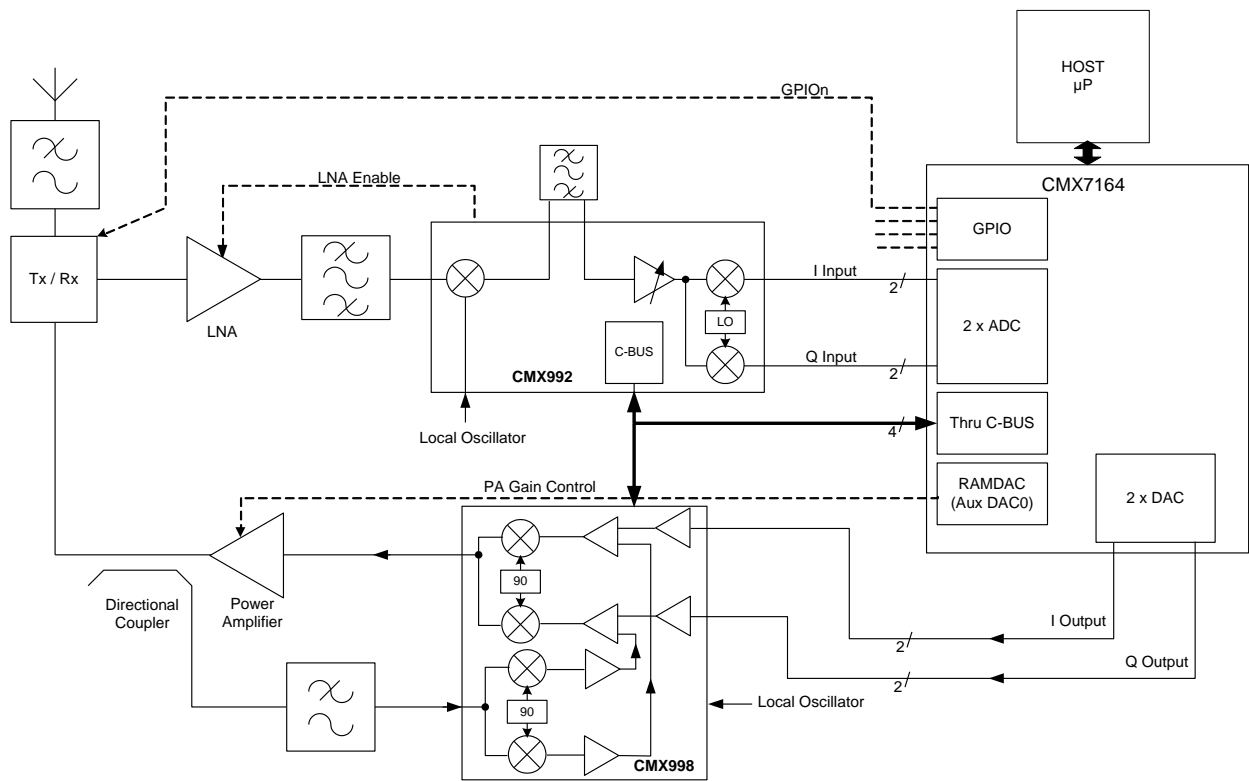 HOST
µP
GPIOn
CMX7164
LNA Enable
GPIO
Tx / Rx
I Input
2
LNA
LO
2 x ADC
C-BUS
CMX992
Q Input
2
Local Oscillator
Thru C-BUS
4
PA Gain Control
RAMDAC
(Aux DAC0)
2 x DAC
90
Directional
Coupler
Power
Amplifier
I Output
2
Q Output
2
90
Local Oscillator
CMX998